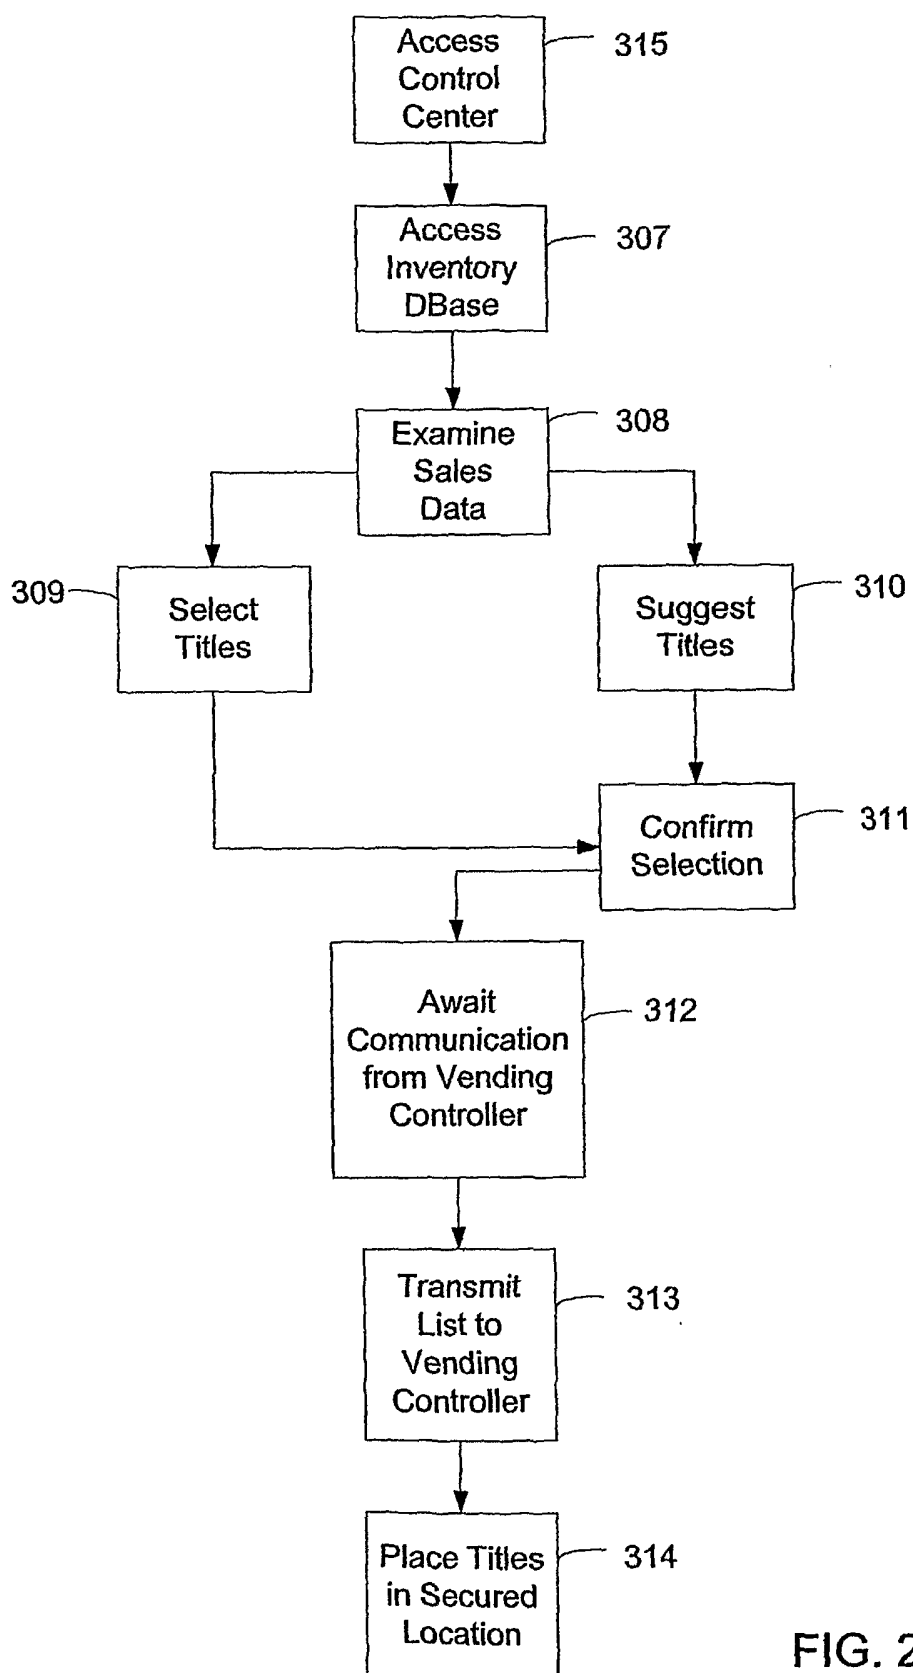 Access
Control
Center
315
Access
Inventory
DBase
307
Examine
Sales
Data
308
309
Select
Titles
Suggest
Titles
310
Confirm
Selection
311
Await
Communication
from Vending
Controller
312
Transmit
List to
Vending
Controller
313
Place Titles
in Secured
Location
314
FIG. 2